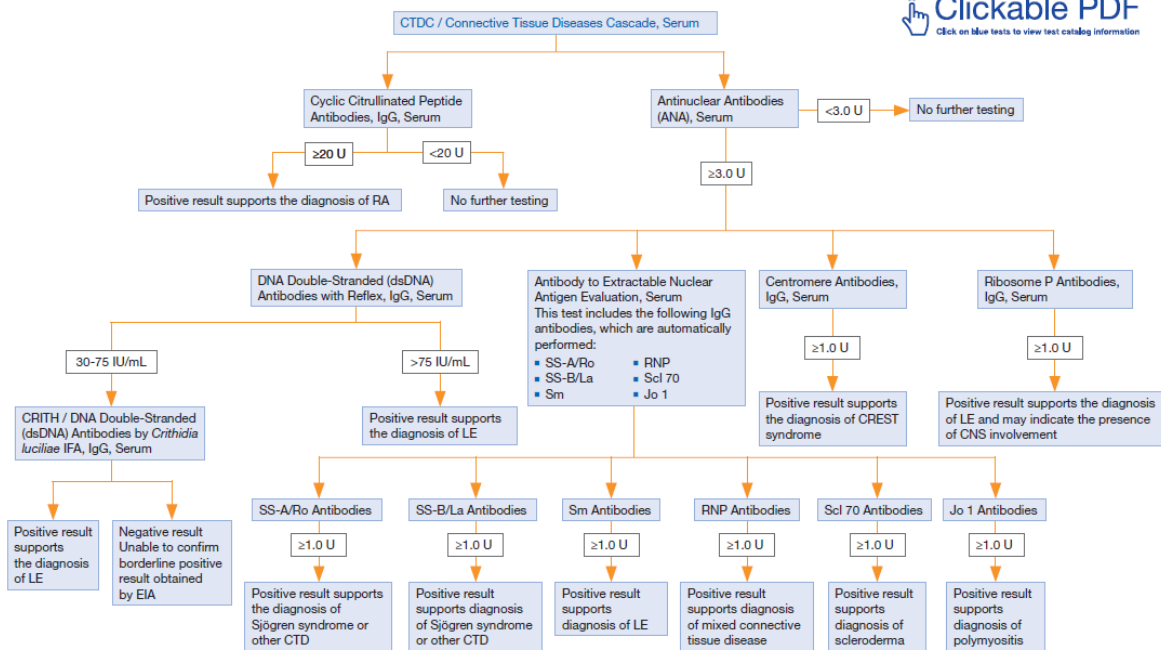 Clickable PDF
Click on blue tests to view test catalog information
CTDC / Connective Tissue Diseases Cascade, Serum
Cyclic Citrullinated Peptide
Antibodies, IgG, Serum
Antinuclear Antibodies
(ANA), Serum
<3.0 U
No further testing
≥20 U
<20 U
≥3.0 U
Positive result supports the diagnosis of RA
No further testing
DNA Double-Stranded (dsDNA)
Antibodies with Reflex, IgG, Serum
Antibody to Extractable Nuclear
Antigen Evaluation, Serum
This test includes the following IgG
antibodies, which are automatically
performed:
▪ SS-A/Ro
▪ SS-B/La
▪ Sm
▪ RNP
▪ Scl 70
▪ Jo 1
Centromere Antibodies,
IgG, Serum
Ribosome P Antibodies,
IgG, Serum
30-75 IU/mL
>75 IU/mL
≥1.0 U
≥1.0 U
CRITH / DNA Double-Stranded
(dsDNA) Antibodies by Crithidia
luciliae IFA, IgG, Serum
Positive result supports
the diagnosis of LE
Positive result supports
the diagnosis of CREST
syndrome
Positive result supports the diagnosis
of LE and may indicate the presence
of CNS involvement
Positive result
supports
the diagnosis
of LE
Negative result
Unable to confirm
borderline positive
result obtained
by EIA
SS-A/Ro Antibodies
SS-B/La Antibodies
Sm Antibodies
RNP Antibodies
Scl 70 Antibodies
Jo 1 Antibodies
≥1.0 U
≥1.0 U
≥1.0 U
≥1.0 U
≥1.0 U
≥1.0 U
Positive result supports
the diagnosis of
Sjögren syndrome or
other CTD
Positive result
supports diagnosis
of Sjögren syndrome
or other CTD
Positive result
supports
diagnosis of LE
Positive result
supports diagnosis
of mixed connective
tissue disease
Positive result
supports
diagnosis of
scleroderma
Positive result
supports
diagnosis of
polymyositis